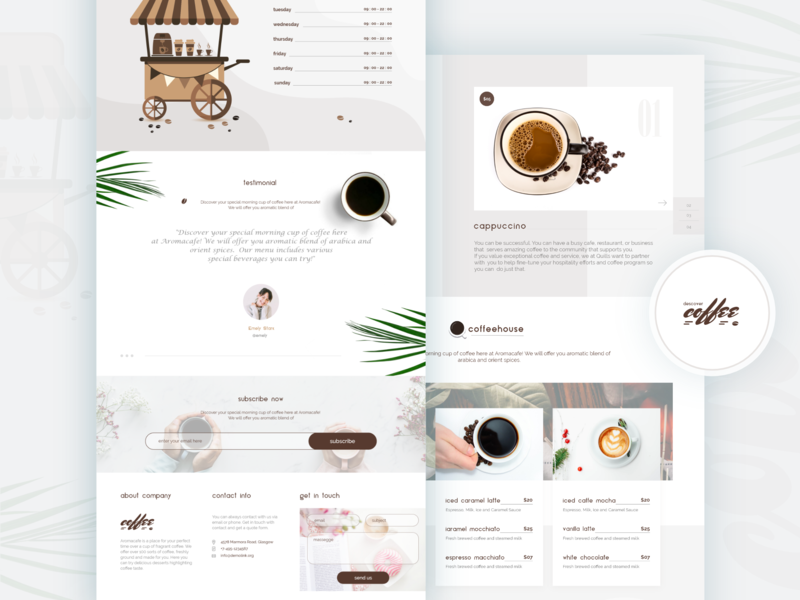 tuesday 09 : 00 - 22 : 00
wednesday 09 : 00 - 22 : 00
thursday 09 : 00 - 22 : 00
friday 09 : 00 - 22 : 00
saturday 09 : 00 - 22 : 00
sunday 09 : 00 - 22 : 00
testimonial
Discover your special morning cup of coffee here at Aromacafe!
We will offer you aromatic blend of
"Discover your special morning cup of coffee here
at Aromacafe! We will offer you aromatic blend of arabica and
orient spices. Our menu includes various
special beverages you can try!"
subscribe now
Discover your special morning cup of coffee here at Aromacafe!
We will offer you aromatic blend of
enter your email here
subscribe
about company
coffee
Aromacafe is a place for your perfect
time over a cup of fragrant coffee. We
offer over 100 sorts of coffee, freshly
ground and made for you. Here you
can try delicious desserts highlighting
coffee taste.
contact info
You can always contact with us via
email or phone. Get in touch with
contact and get a quote form.
get in touch
email
subject
message
send us
$15
01
cappuccino
You can be successful. You can have a busy cafe, restaurant, or business
that serves amazing coffee to the community that supports you.
If you value exceptional coffee and service, we at Quills want to partner
with you to help fine-tune your hospitality efforts and coffee program so
you can do just that
02
03
04
coffeehouse
morning cup of coffee here at Aromacafe! We will offer you aromatic blend of
arabica and orient spices.
iced caramel latte $20
Espresso, Milk, Ice and Caramel Sauce
iaramel mocchiato $25
Fresh brewed coffee and steamed milk
espresso macchiato $07
Fresh brewed coffee and steamed milk
iced caffe mocha $20
Espresso, Milk, Ice and Caramel Sauce
vanilla latte $25
Fresh brewed coffee and steamed milk
white chocolate $07
Fresh brewed coffee and steamed milk
descorner
coffee